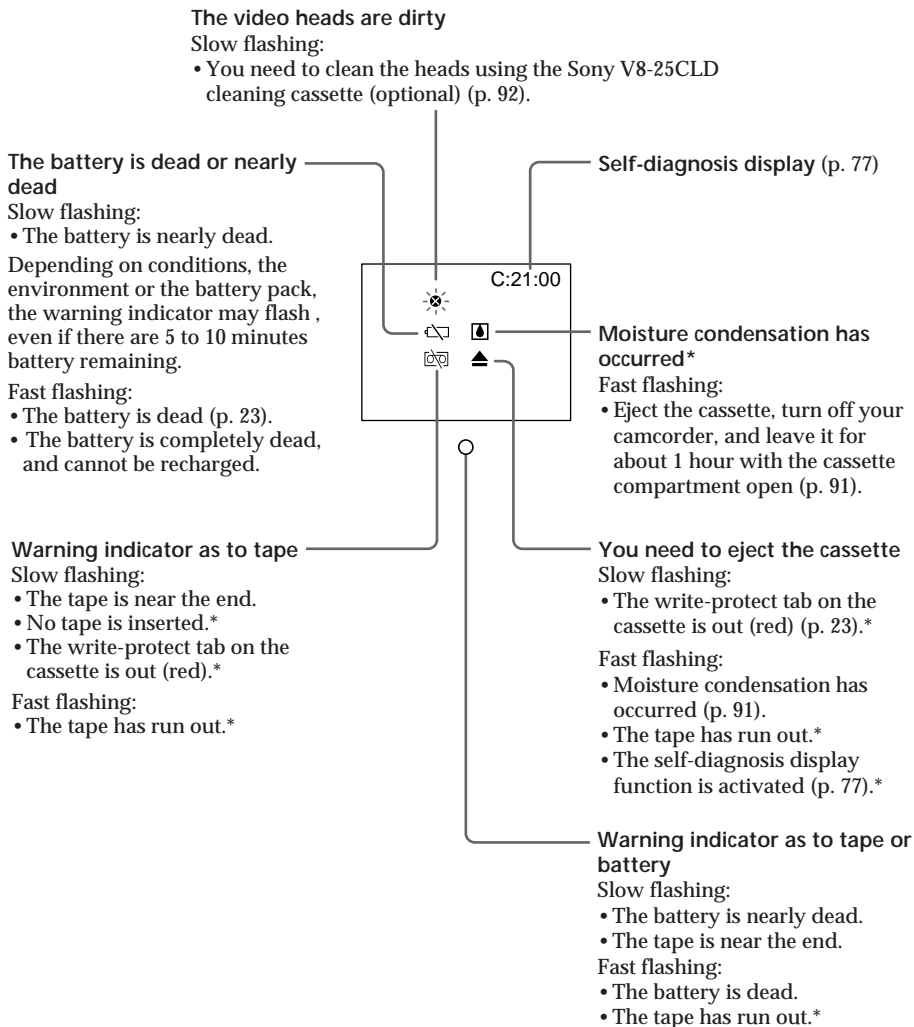 The video heads are dirty
Slow flashing:
• You need to clean the heads using the Sony V8-25CLD
cleaning cassette (optional) (p. 92).
The battery is dead or nearly
dead
Slow flashing:
• The battery is nearly dead.
Depending on conditions, the
environment or the battery pack,
the warning indicator may flash ,
even if there are 5 to 10 minutes
battery remaining.
Fast flashing:
• The battery is dead (p. 23).
• The battery is completely dead,
and cannot be recharged.
Warning indicator as to tape
Slow flashing:
• The tape is near the end.
• No tape is inserted.*
• The write-protect tab on the
cassette is out (red).*
Fast flashing:
• The tape has run out.*
C:21:00
Self-diagnosis display (p. 77)
Moisture condensation has
occurred*
Fast flashing:
• Eject the cassette, turn off your
camcorder, and leave it for
about 1 hour with the cassette
compartment open (p. 91).
You need to eject the cassette
Slow flashing:
• The write-protect tab on the
cassette is out (red) (p. 23).*
Fast flashing:
• Moisture condensation has
occurred (p. 91).
• The tape has run out.*
• The self-diagnosis display
function is activated (p. 77).*
Warning indicator as to tape or
battery
Slow flashing:
• The battery is nearly dead.
• The tape is near the end.
Fast flashing:
• The battery is dead.
• The tape has run out.*